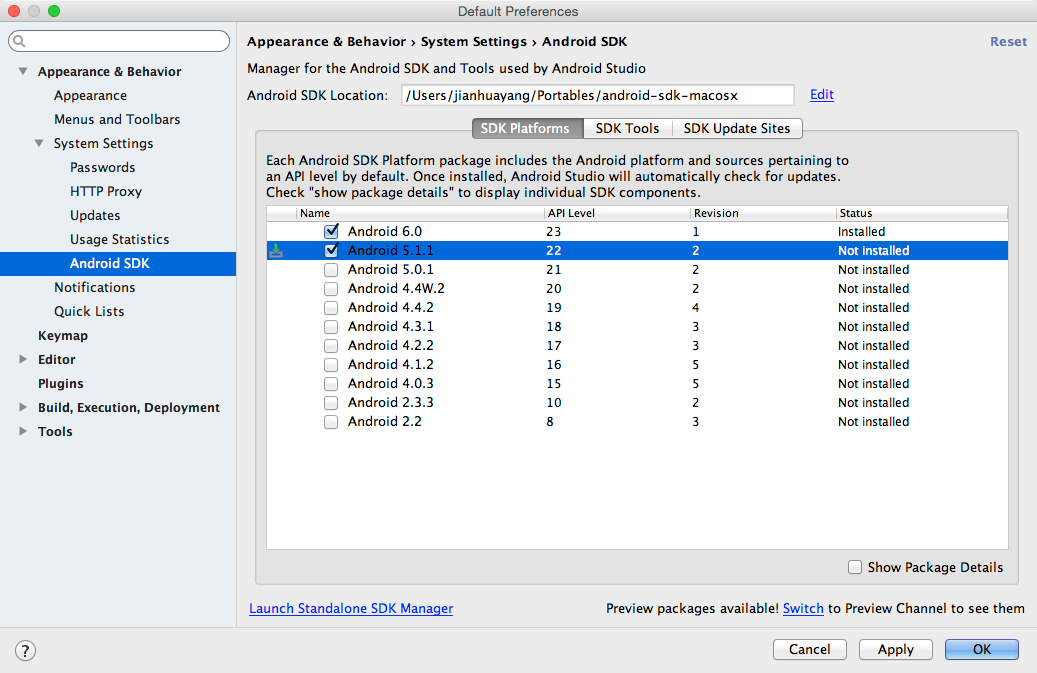 Default Preferences
Appearance & Behavior
Appearance
Menus and Toolbars
System Settings
Passwords
HTTP Proxy
Updates
Usage Statistics
Android SDK
Notifications
Quick Lists
Keymap
Editor
Plugins
Build, Execution, Deployment
Tools
Appearance & Behavior › System Settings › Android SDK Reset
Manager for the Android SDK and Tools used by Android Studio
Android SDK Location: /Users/jianhuayang/Portables/android-sdk-macosx Edit
SDK Platforms SDK Tools SDK Update Sites
Each Android SDK Platform package includes the Android platform and sources pertaining to
an API level by default. Once installed, Android Studio will automatically check for updates.
Check "show package details" to display individual SDK components.
Name API Level Revision Status
Android 6.0 23 1 Installed
Android 5.1.1 22 2 Not installed
Android 5.0.1 21 2 Not installed
Android 4.4W.2 20 2 Not installed
Android 4.4.2 19 4 Not installed
Android 4.3.1 18 3 Not installed
Android 4.2.2 17 3 Not installed
Android 4.1.2 16 5 Not installed
Android 4.0.3 15 5 Not installed
Android 2.3.3 10 2 Not installed
Android 2.2 8 3 Not installed
Show Package Details
Launch Standalone SDK Manager Preview packages available! Switch to Preview Channel to see them
? Cancel Apply OK